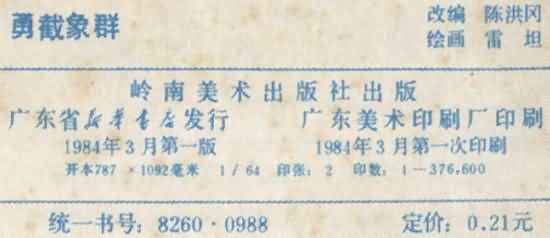 勇截象群
改编 陈洪冈
绘画 雷 坦
岭南美术出版社出版
广东省新华书店发行 广东美术印刷厂印刷
1984年3月第一版 1984年3月第一次印刷
开本787×1092毫米 1/64 印张:2 印数:1—376,600
统一书号:8260·0988 定价:0.21元